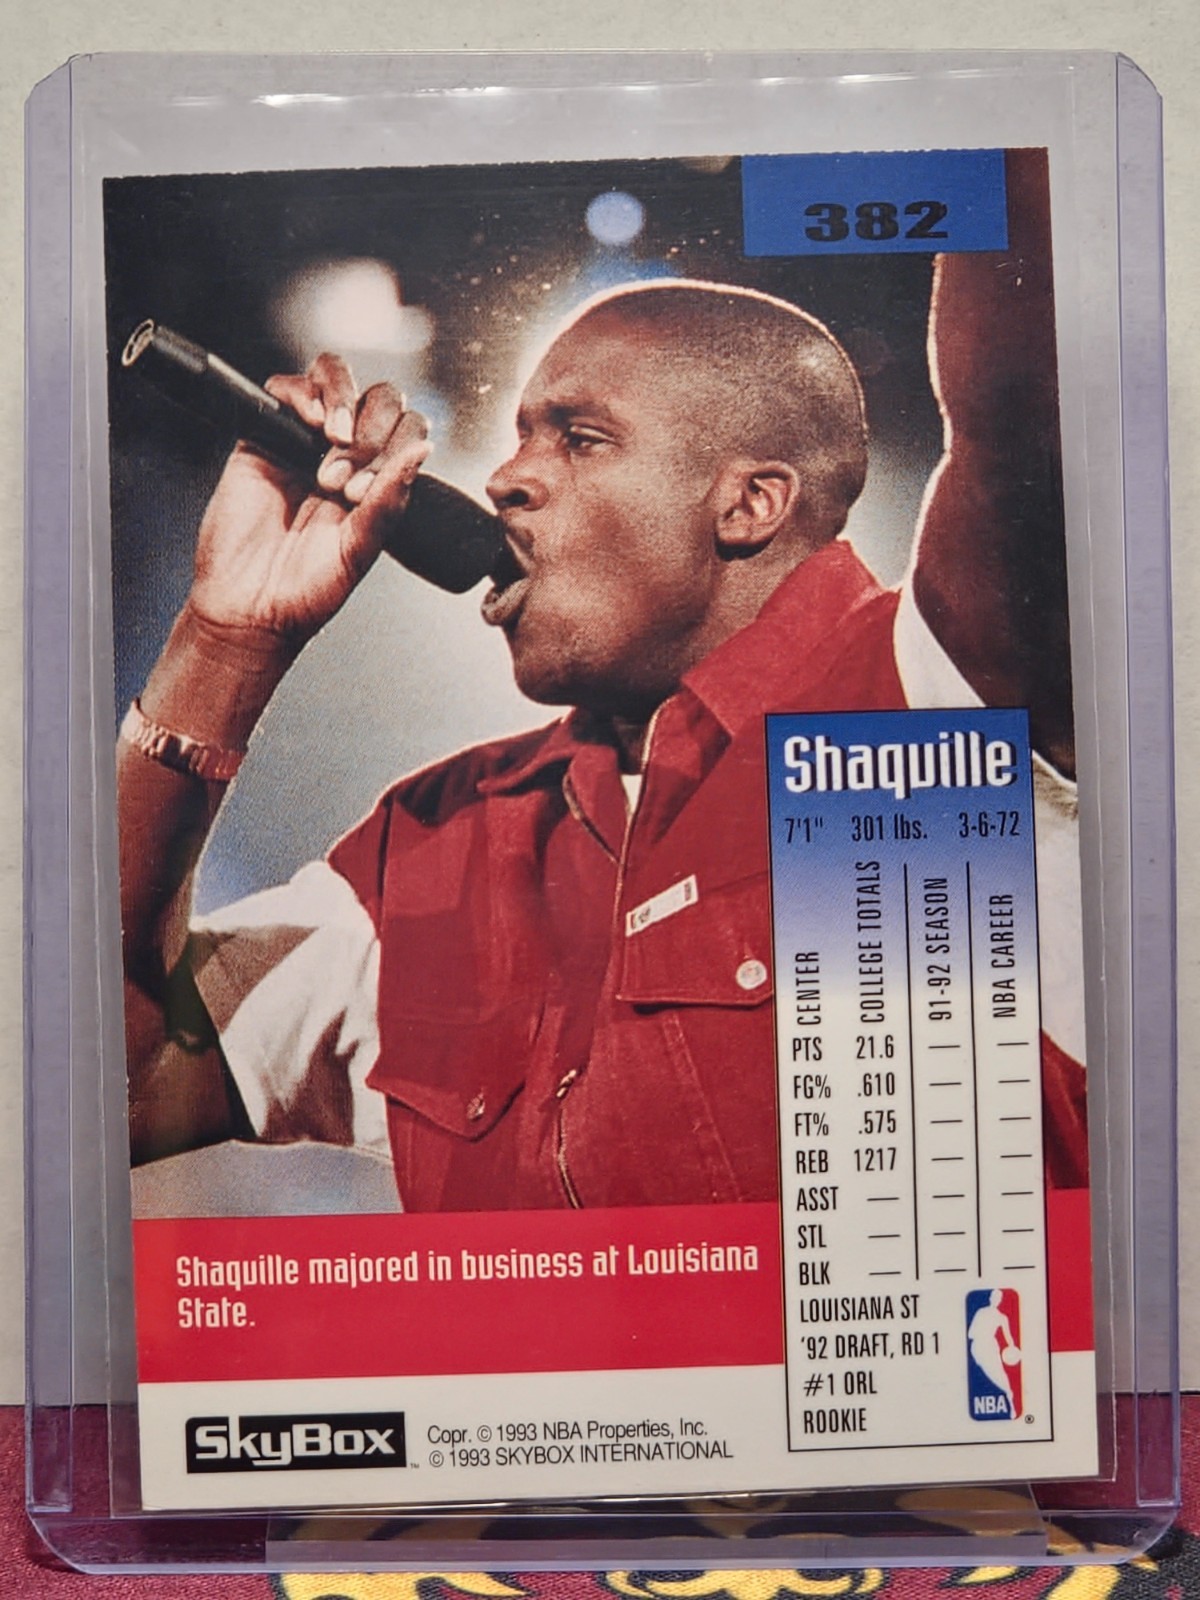 382
Shaquille
7'1" 301 lbs. 3-6-72
CENTER COLLEGE TOTALS 91-92 SEASON NBA CAREER
PTS 21.6 — —
FG% .610 — —
FT% .575 — —
REB 1217 — —
ASST — — —
STL — — —
BLK — — —
LOUISIANA ST
'92 DRAFT, RD 1
#1 ORL
ROOKIE
NBA ®
Shaquille majored in business at Louisiana
State.
SkyBox ™
Copr. © 1993 NBA Properties, Inc.
© 1993 SKYBOX INTERNATIONAL